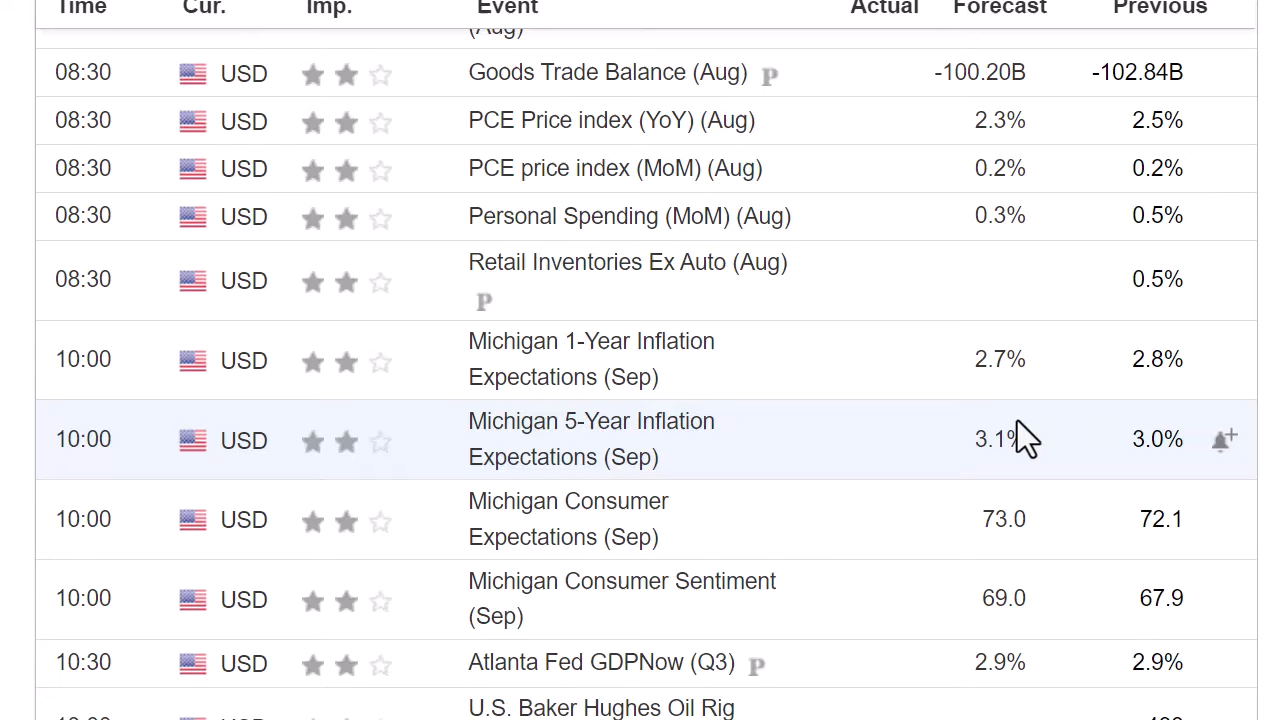 Time Cur. Imp. Event Actual Forecast Previous
(Aug)
08:30 USD Goods Trade Balance (Aug) P -100.20B -102.84B
08:30 USD PCE Price index (YoY) (Aug) 2.3% 2.5%
08:30 USD PCE price index (MoM) (Aug) 0.2% 0.2%
08:30 USD Personal Spending (MoM) (Aug) 0.3% 0.5%
Retail Inventories Ex Auto (Aug)
08:30 USD 0.5%
P
Michigan 1-Year Inflation
10:00 USD 2.7% 2.8%
Expectations (Sep)
Michigan 5-Year Inflation
10:00 USD 3.1% 3.0%
Expectations (Sep)
Michigan Consumer
10:00 USD 73.0 72.1
Expectations (Sep)
Michigan Consumer Sentiment
10:00 USD 69.0 67.9
(Sep)
10:30 USD Atlanta Fed GDPNow (Q3) P 2.9% 2.9%
U.S. Baker Hughes Oil Rig